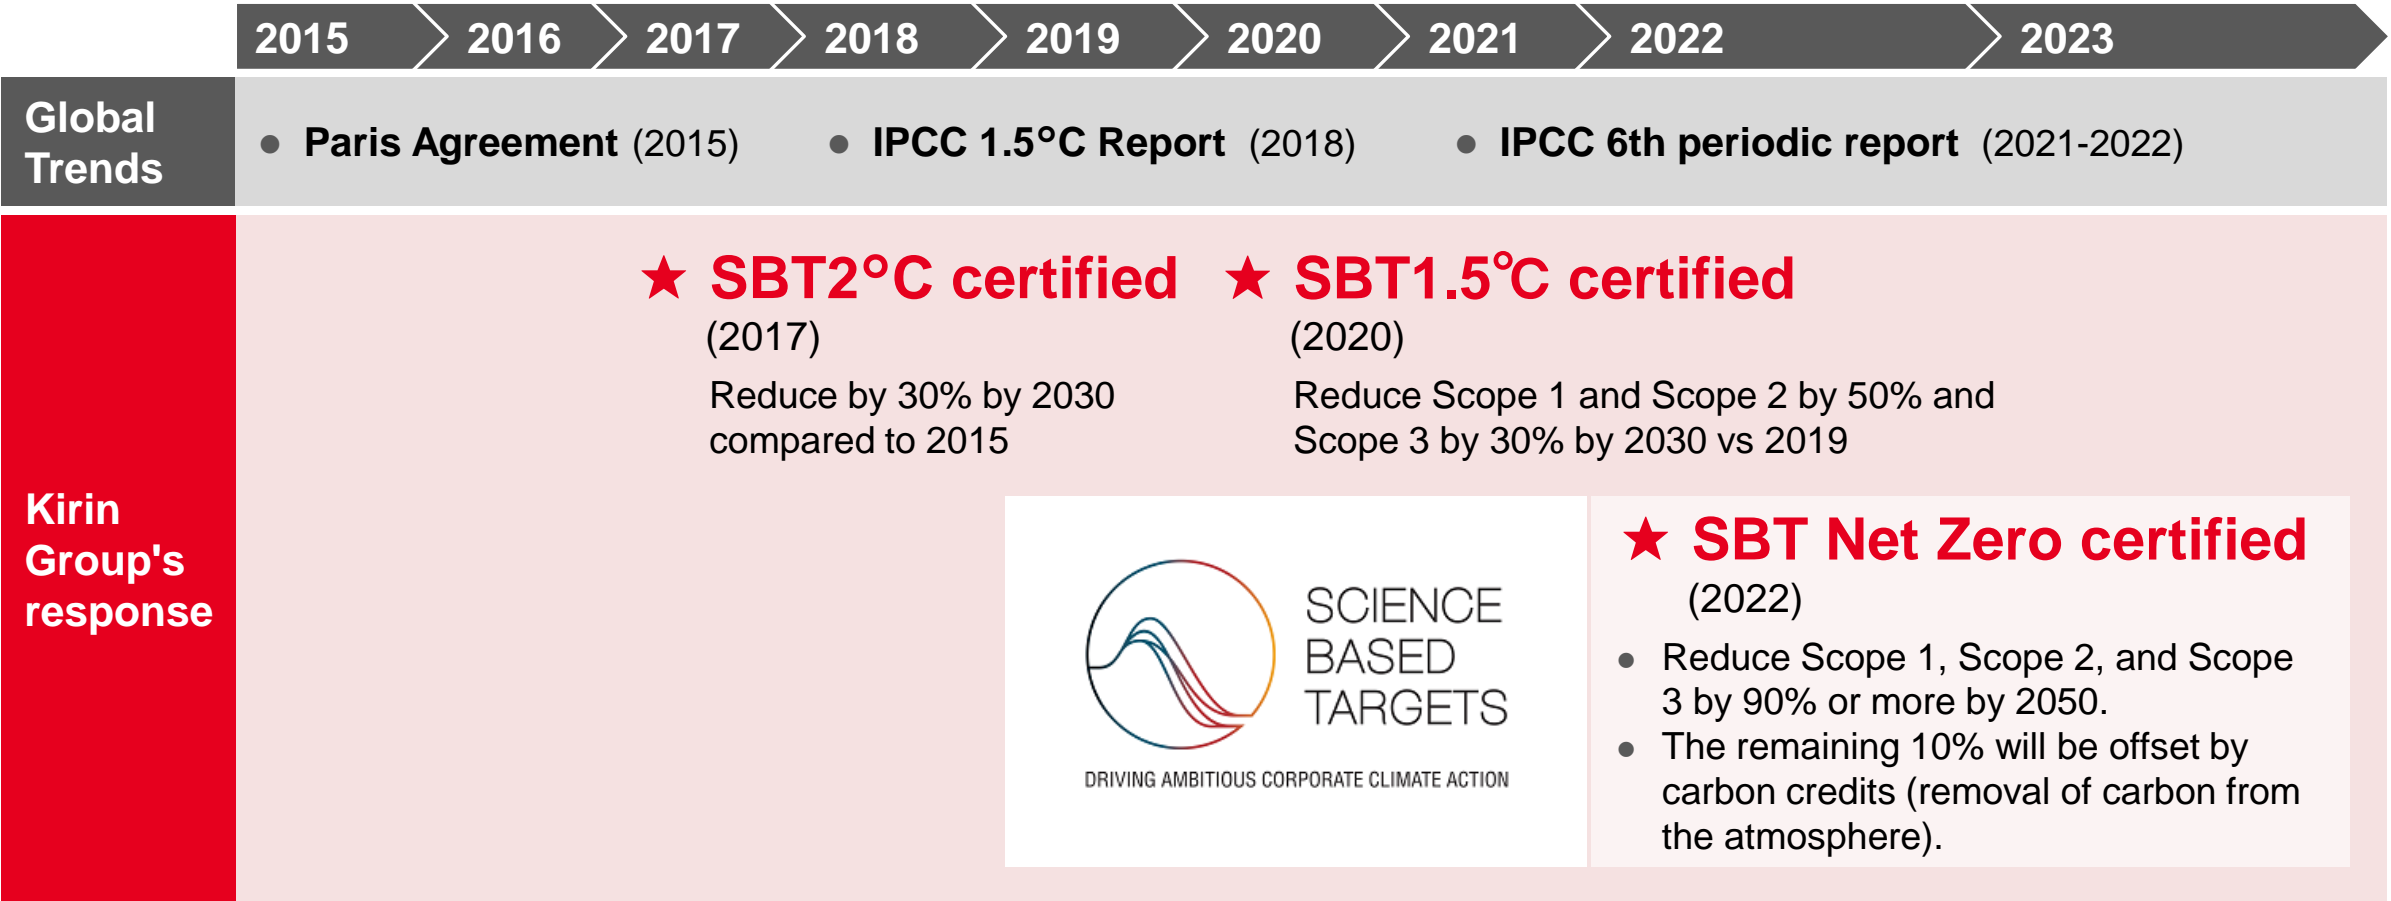 2015 2016 2017 2018 2019 2020 2021 2022 2023
Global
Trends
● Paris Agreement (2015) ● IPCC 1.5°C Report (2018) ● IPCC 6th periodic report (2021-2022)
Kirin
Group's
response
★ SBT2°C certified
(2017)
Reduce by 30% by 2030
compared to 2015
★ SBT1.5℃ certified
(2020)
Reduce Scope 1 and Scope 2 by 50% and
Scope 3 by 30% by 2030 vs 2019
SCIENCE
BASED
TARGETS
DRIVING AMBITIOUS CORPORATE CLIMATE ACTION
★ SBT Net Zero certified
(2022)
● Reduce Scope 1, Scope 2, and Scope
3 by 90% or more by 2050.
● The remaining 10% will be offset by
carbon credits (removal of carbon from
the atmosphere).